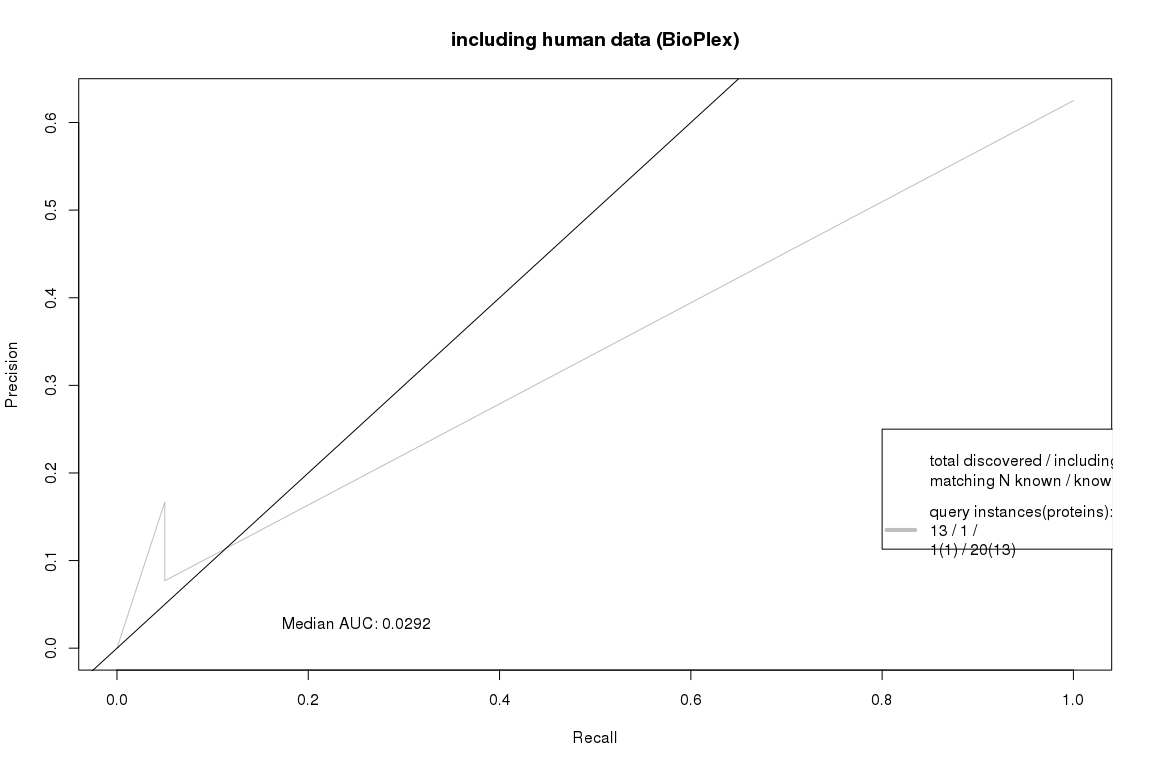 including human data (BioPlex)
Precision
0.6
0.5
0.4
0.3
0.2
0.1
0.0
total discovered / including
matching N known / know
query instances(proteins):
13 / 1 /
1(1) / 20(13)
Median AUC: 0.0292
0.0 0.2 0.4 0.6 0.8 1.0
Recall